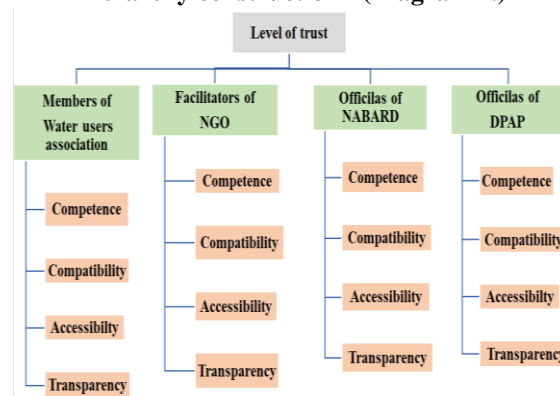 Level of trust
Members of
Water users
association
Competence
Compatibility
Accessibilty
Transparency
Facilitators of
NGO
Competence
Compatibility
Accessibility
Transparency
Officilas of
NABARD
Competence
Compatibility
Accessibility
Transparency
Officilas of
DPAP
Competence
Compatibility
Accessibilty
Transparency